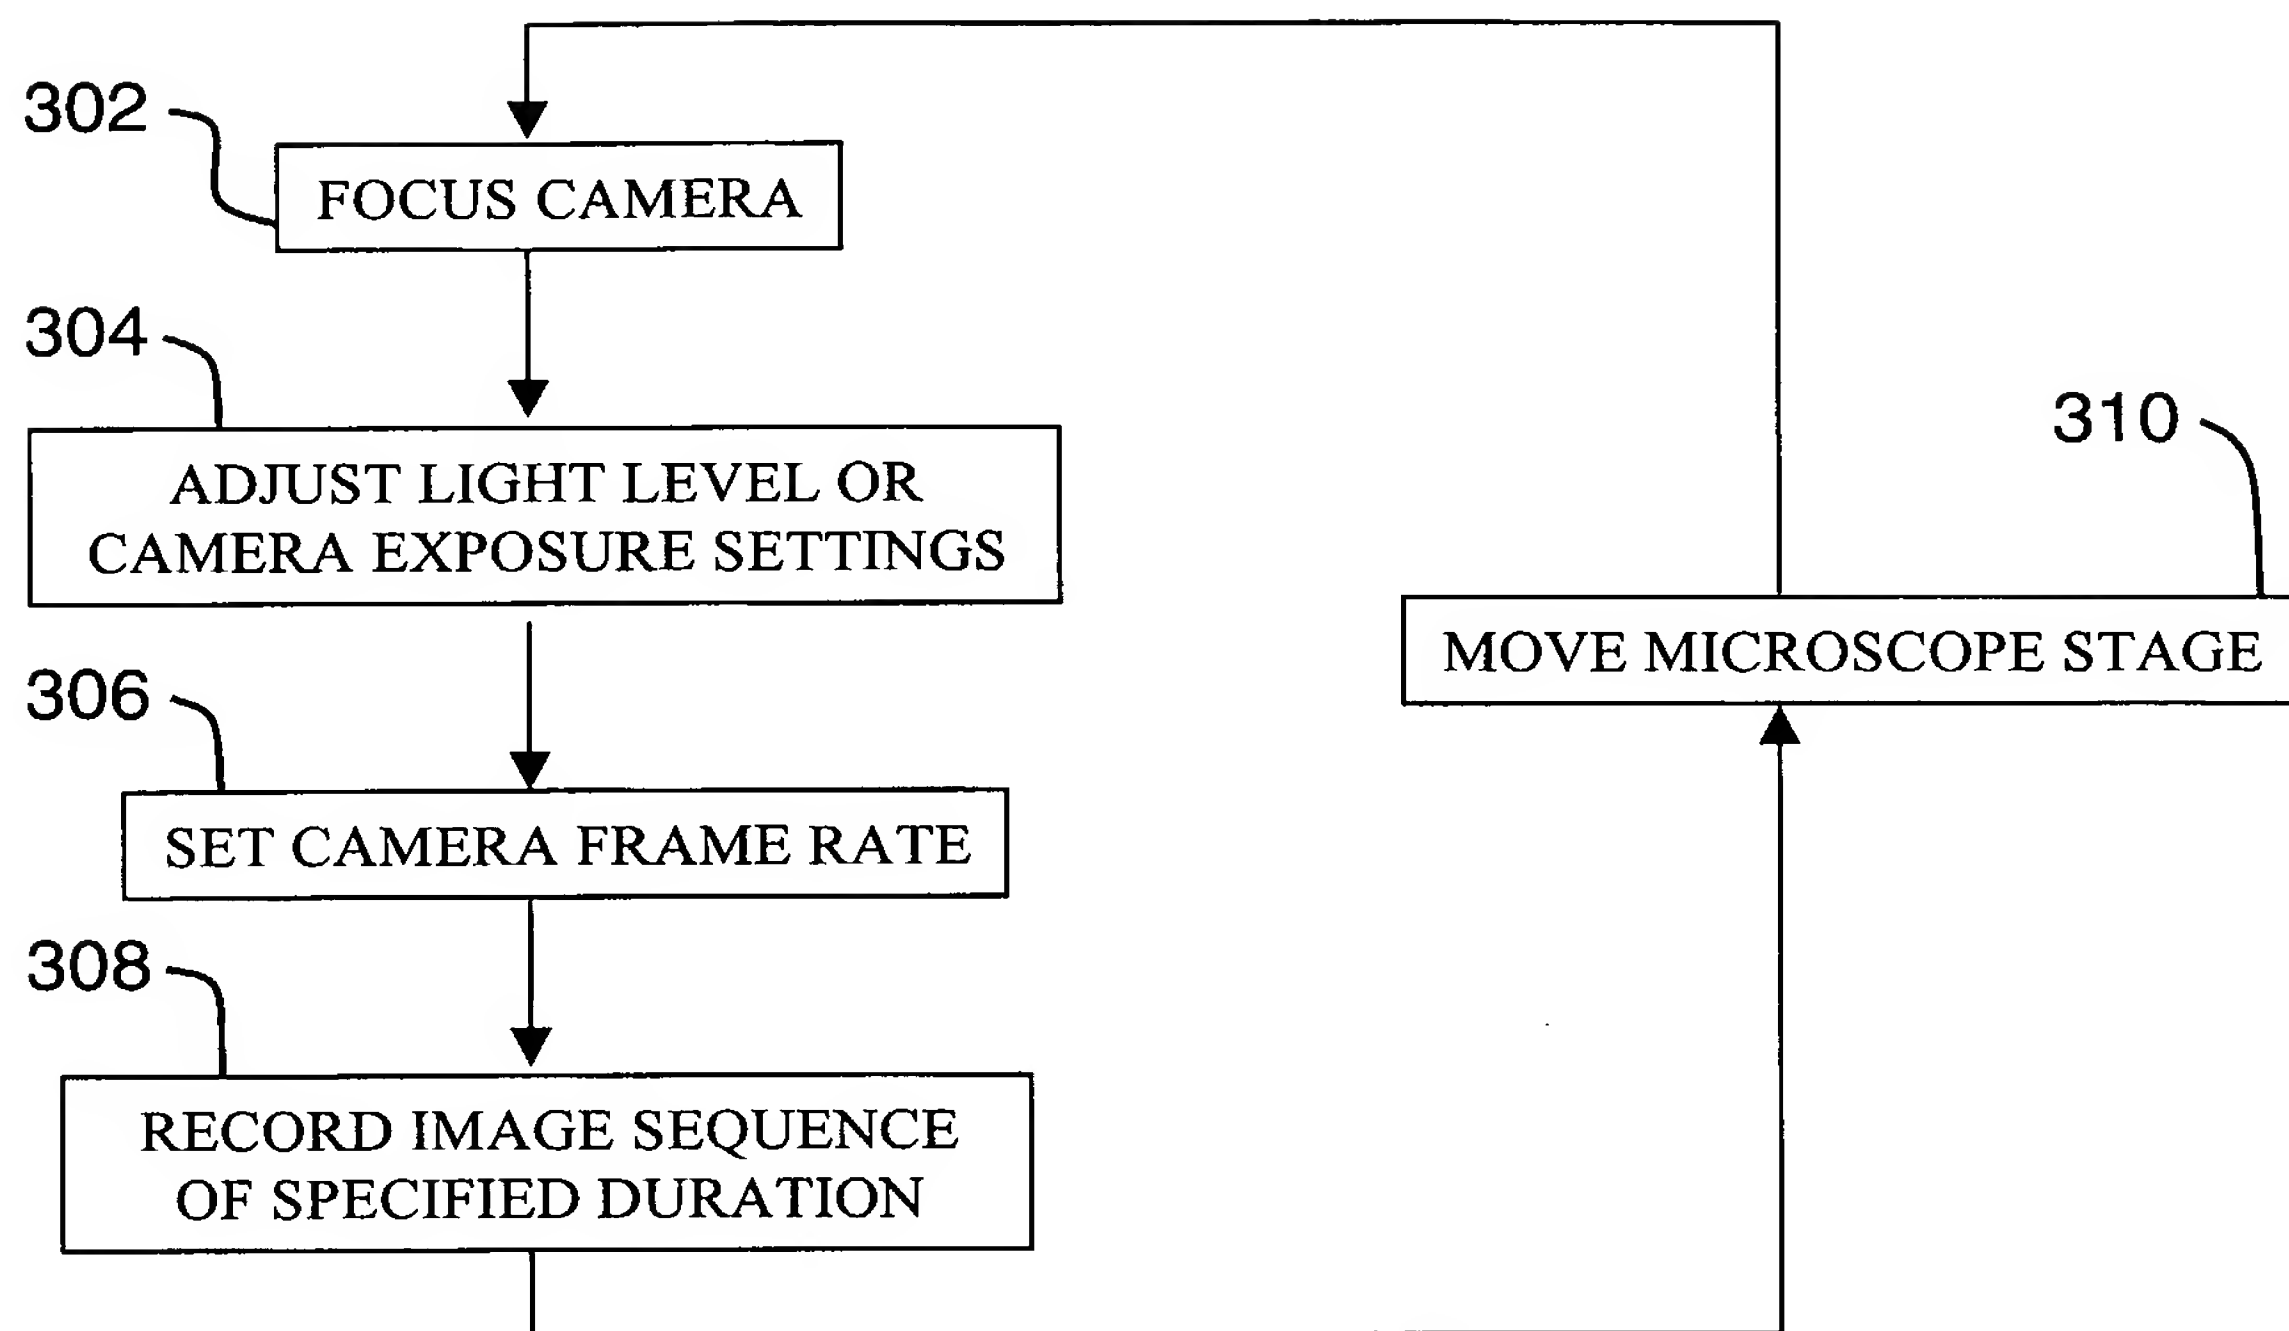 302
FOCUS CAMERA
304
ADJUST LIGHT LEVEL OR
CAMERA EXPOSURE SETTINGS
306
SET CAMERA FRAME RATE
308
RECORD IMAGE SEQUENCE
OF SPECIFIED DURATION
310
MOVE MICROSCOPE STAGE